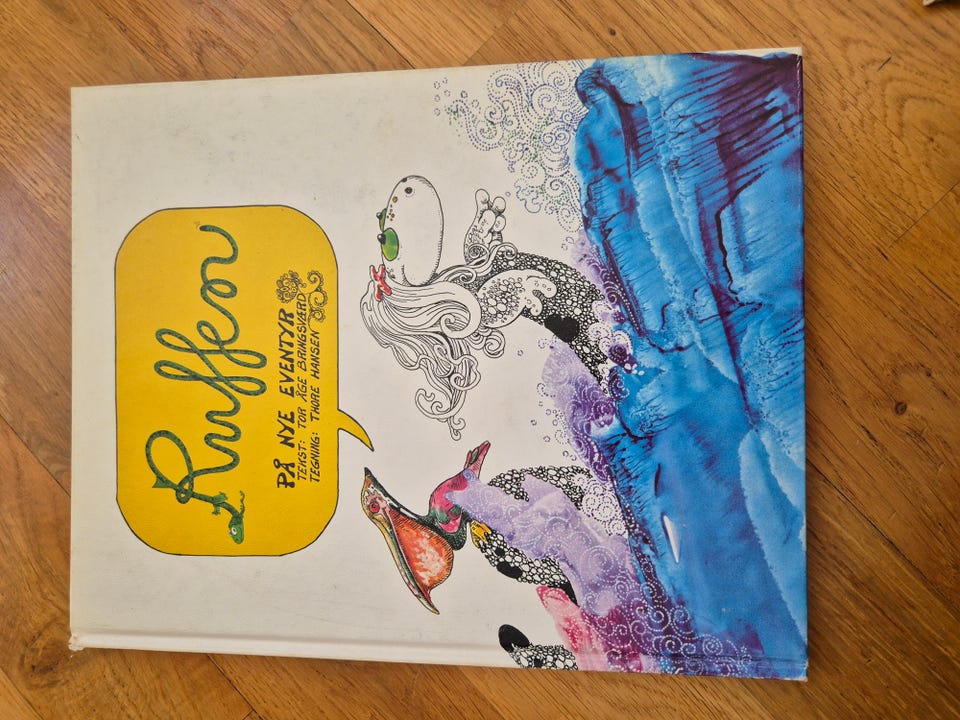 Ruffen
PÅ NYE EVENTYR
TEKST: TOR ÅGE BRINGSVÆRD
TEGNING: THORE HANSEN